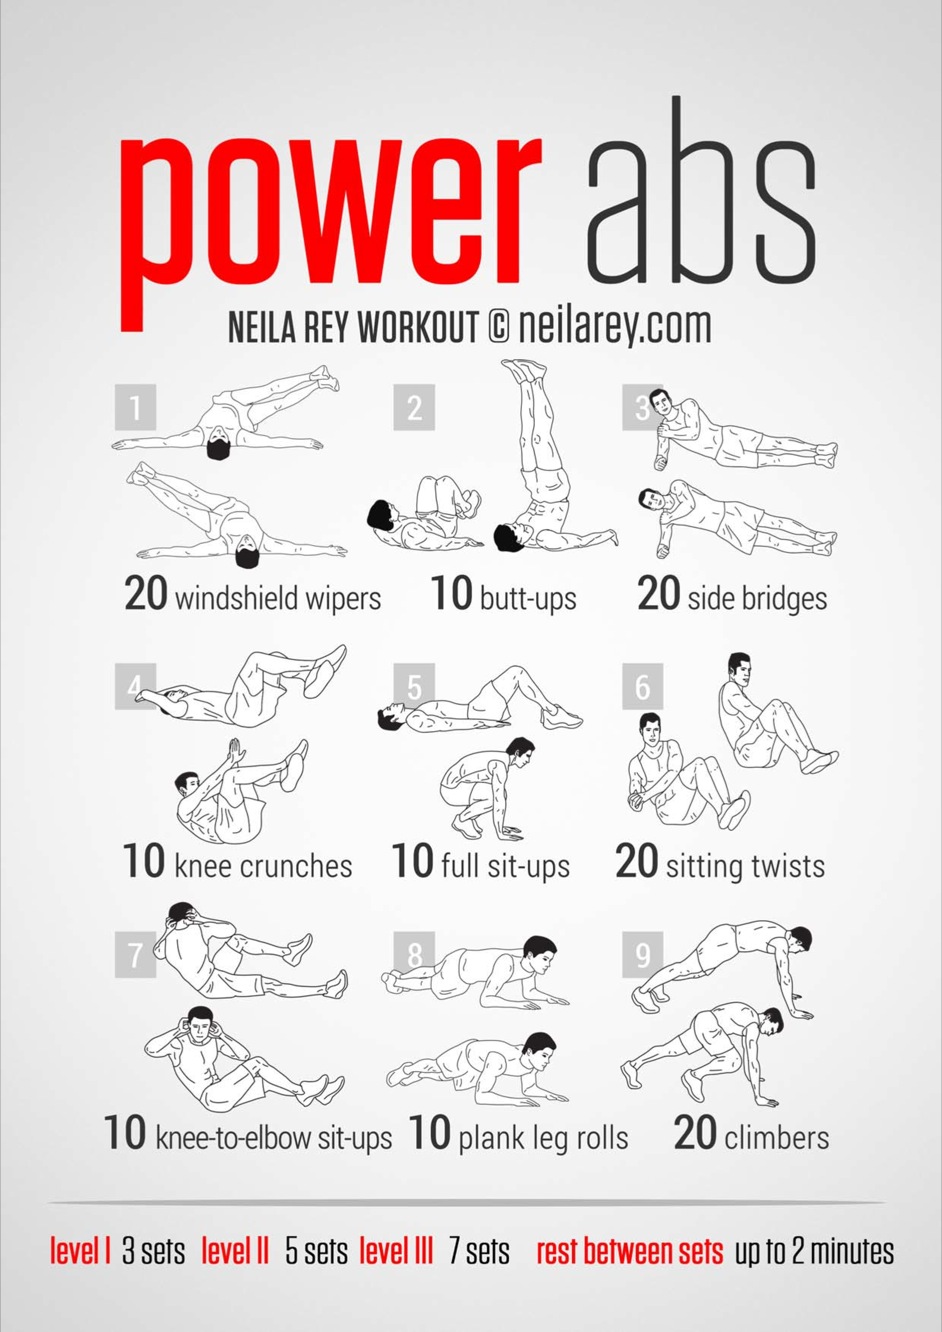 power abs
NEILA REY WORKOUT © neilarey.com
1
2
3
20 windshield wipers
10 butt-ups
20 side bridges
4
5
6
10 knee crunches
10 full sit-ups
20 sitting twists
7
8
9
10 knee-to-elbow sit-ups
10 plank leg rolls
20 climbers
level I 3 sets level II 5 sets level III 7 sets rest between sets up to 2 minutes